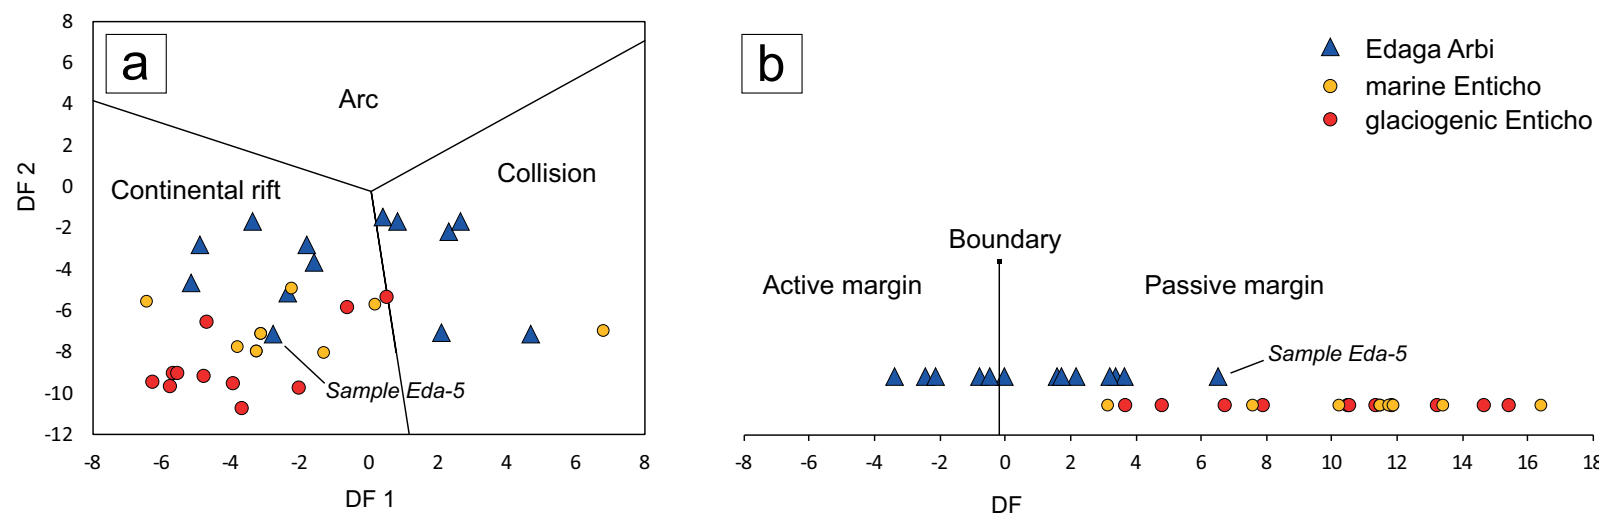 a
8
6
4
2
0
-2
-4
-6
-8
-10
-12
DF 2
Arc
Continental rift
Collision
Sample Eda-5
-8 -6 -4 -2 0 2 4 6 8
DF 1
b
Edaga Arbi
marine Enticho
glaciogenic Enticho
Boundary
Active margin Passive margin
Sample Eda-5
-8 -6 -4 -2 0 2 4 6 8 10 12 14 16 18
DF